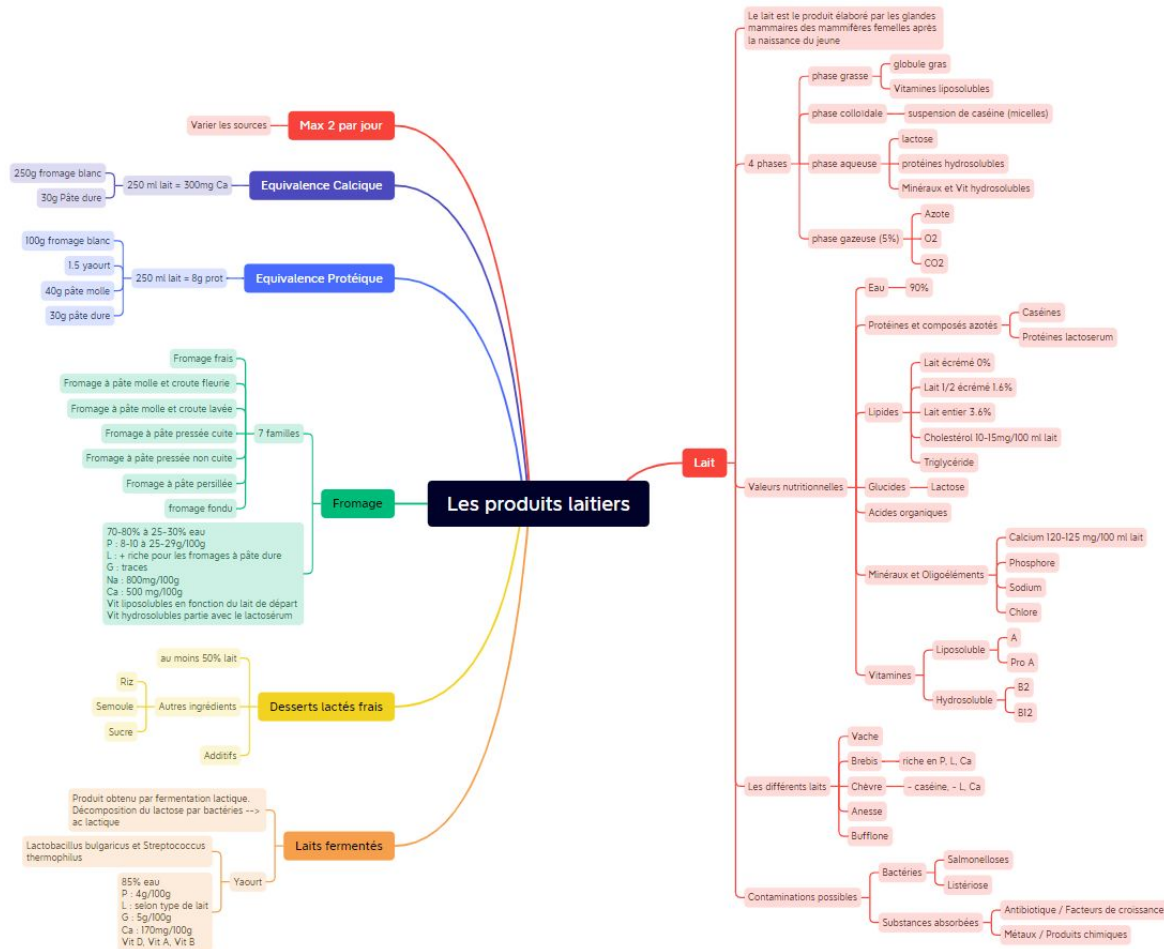 Les produits laitiers
Max 2 par jour
Varier les sources
Equivalence Calcique
250 ml lait = 300mg Ca
250g fromage blanc
30g Pâte dure
Equivalence Protéique
250 ml lait = 8g prot
100g fromage blanc
1.5 yaourt
40g pâte molle
30g pâte dure
Fromage
7 familles
Fromage frais
Fromage à pâte molle et croute fleurie
Fromage à pâte molle et croute lavée
Fromage à pâte pressée cuite
Fromage à pâte pressée non cuite
Fromage à pâte persillée
fromage fondu
70-80% à 25-30% eau
P : 8-10 à 25-29g/100g
L : + riche pour les fromages à pâte dure
G : traces
Na : 800mg/100g
Ca : 500 mg/100g
Vit liposolubles en fonction du lait de départ
Vit hydrosolubles partie avec le lactosérum
Desserts lactés frais
au moins 50% lait
Autres ingrédients
Riz
Semoule
Sucre
Additifs
Laits fermentés
Produit obtenu par fermentation lactique.
Décomposition du lactose par bactéries -->
ac lactique
Yaourt
Lactobacillus bulgaricus et Streptococcus
thermophilus
85% eau
P : 4g/100g
L : selon type de lait
G : 5g/100g
Ca : 170mg/100g
Vit D, Vit A, Vit B
Lait
Le lait est le produit élaboré par les glandes
mammaires des mammifères femelles après
la naissance du jeune
4 phases
phase grasse
globule gras
Vitamines liposolubles
phase colloïdale
suspension de caséine (micelles)
phase aqueuse
lactose
protéines hydrosolubles
Minéraux et Vit hydrosolubles
phase gazeuse (5%)
Azote
O2
CO2
Valeurs nutritionnelles
Eau
90%
Protéines et composés azotés
Caséines
Protéines lactoserum
Lipides
Lait écrémé 0%
Lait 1/2 écrémé 1.6%
Lait entier 3.6%
Cholestérol 10-15mg/100 ml lait
Triglycéride
Glucides
Lactose
Acides organiques
Minéraux et Oligoéléments
Calcium 120-125 mg/100 ml lait
Phosphore
Sodium
Chlore
Vitamines
Liposoluble
A
Pro A
Hydrosoluble
B2
B12
Les différents laits
Vache
Brebis
riche en P, L, Ca
Chèvre
- caséine, - L, Ca
Anesse
Bufflone
Contaminations possibles
Bactéries
Salmonelloses
Listériose
Substances absorbées
Antibiotique / Facteurs de croissance
Métaux / Produits chimiques